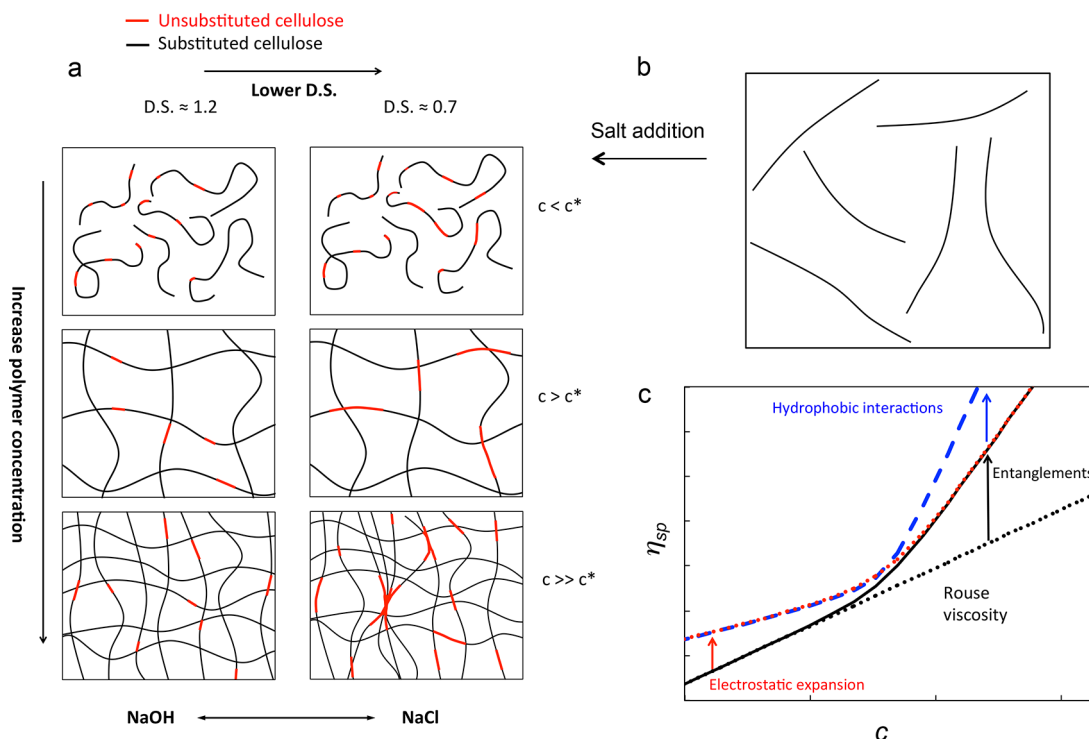 Unsubstituted cellulose
Substituted cellulose
a
Lower D.S.
D.S. ≈ 1.2
D.S. ≈ 0.7
Increase polymer concentration
c < c*
c > c*
c >> c*
NaOH
NaCl
b
Salt addition
c
Hydrophobic interactions
Entanglements
ηsp
Rouse
viscosity
Electrostatic expansion
c